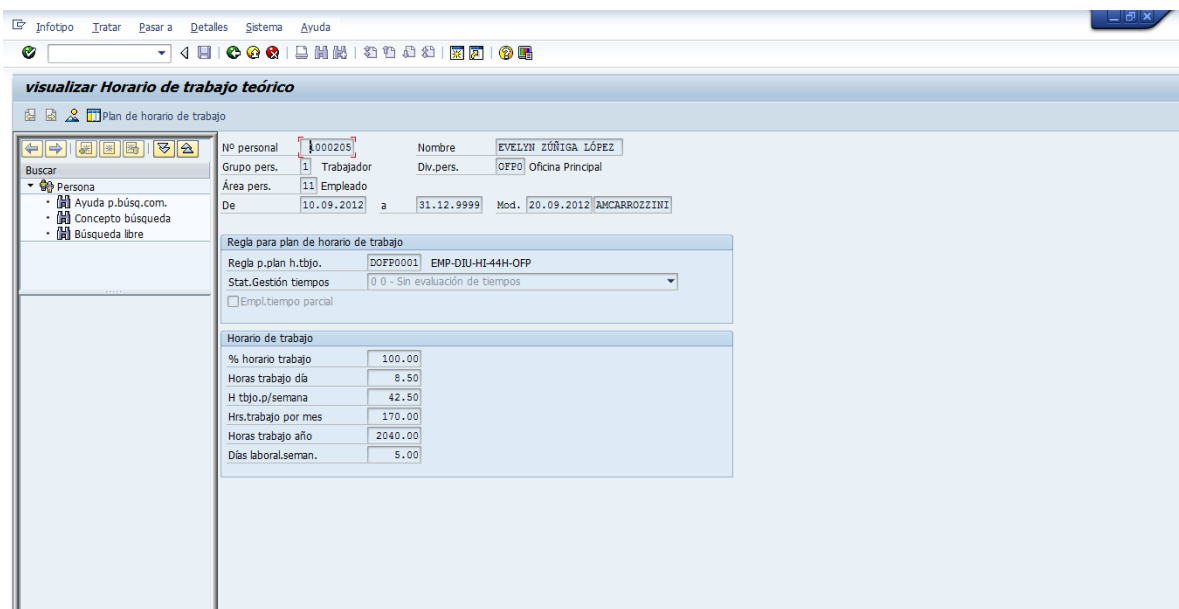 Infotipo Tratar Pasar a Detalles Sistema Ayuda
visualizar Horario de trabajo teórico
Plan de horario de trabajo
Buscar
Persona
Ayuda p.búsq.com.
Concepto búsqueda
Búsqueda libre
Nº personal 1000205 Nombre EVELYN ZÚÑIGA LÓPEZ
Grupo pers. 1 Trabajador Div.pers. OFP0 Oficina Principal
Área pers. 11 Empleado
De 10.09.2012 a 31.12.9999 Mod. 20.09.2012 AMCARROZZINI
Regla para plan de horario de trabajo
Regla p.plan h.tbjo. DOFP0001 EMP-DIU-HI-44H-OFP
Stat.Gestión tiempos 0 0 - Sin evaluación de tiempos
Empl.tiempo parcial
Horario de trabajo
% horario trabajo 100.00
Horas trabajo día 8.50
H tbjo.p/semana 42.50
Hrs.trabajo por mes 170.00
Horas trabajo año 2040.00
Días laboral.seman. 5.00